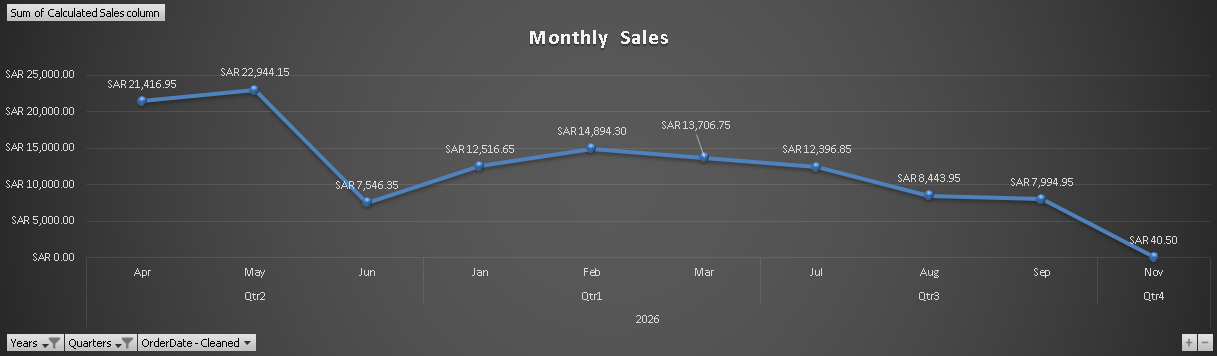 Sum of Calculated Sales column
Monthly Sales
SAR 25,000.00
SAR 20,000.00
SAR 15,000.00
SAR 10,000.00
SAR 5,000.00
SAR 0.00
SAR 21,416.95
SAR 22,944.15
SAR 7,546.35
SAR 12,516.65
SAR 14,894.30
SAR 13,706.75
SAR 12,396.85
SAR 8,443.95
SAR 7,994.95
SAR 40.50
Apr May Jun Jan Feb Mar Jul Aug Sep Nov
Qtr2 Qtr1 Qtr3 Qtr4
2026
Years Quarters OrderDate - Cleaned + -